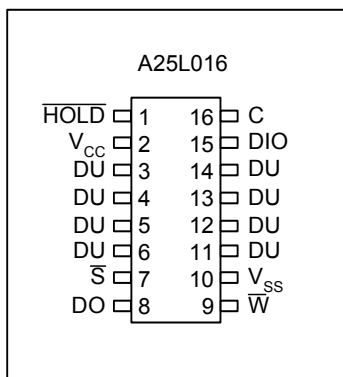 A25L016
HOLD 1 16 C
VCC 2 15 DIO
DU 3 14 DU
DU 4 13 DU
DU 5 12 DU
DU 6 11 DU
S 7 10 VSS
DO 8 9 W